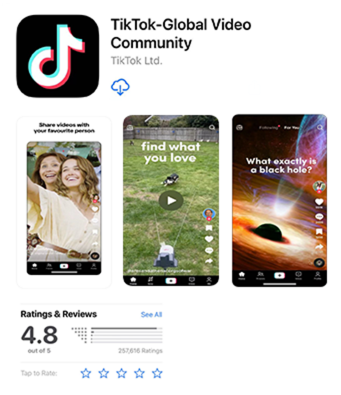 TikTok-Global Video
Community
TikTok Ltd.
Share videos with
your favourite person
find what
you love
Following
For You
What exactly is
a black hole?
Ratings & Reviews
See All
4.8
out of 5
257,616 Ratings
Tap to Rate: